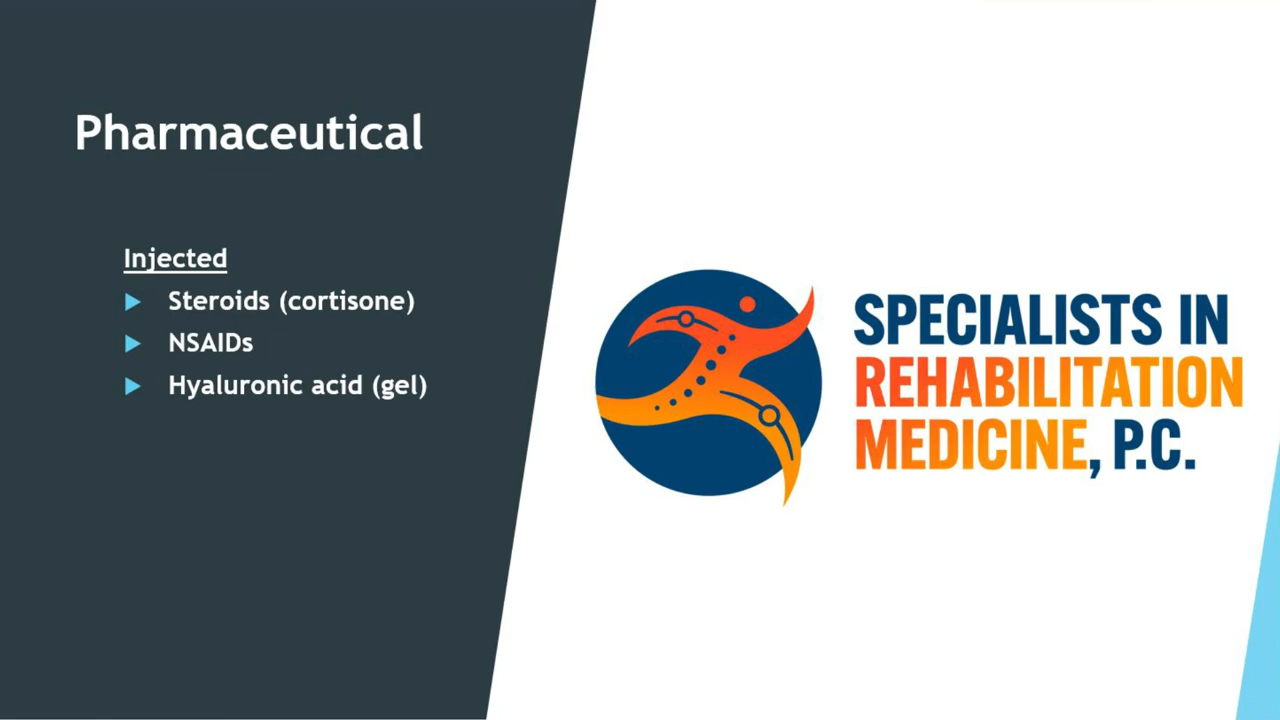 Pharmaceutical
Injected
Steroids (cortisone)
NSAIDs
Hyaluronic acid (gel)
SPECIALISTS IN
REHABILITATION
MEDICINE, P.C.